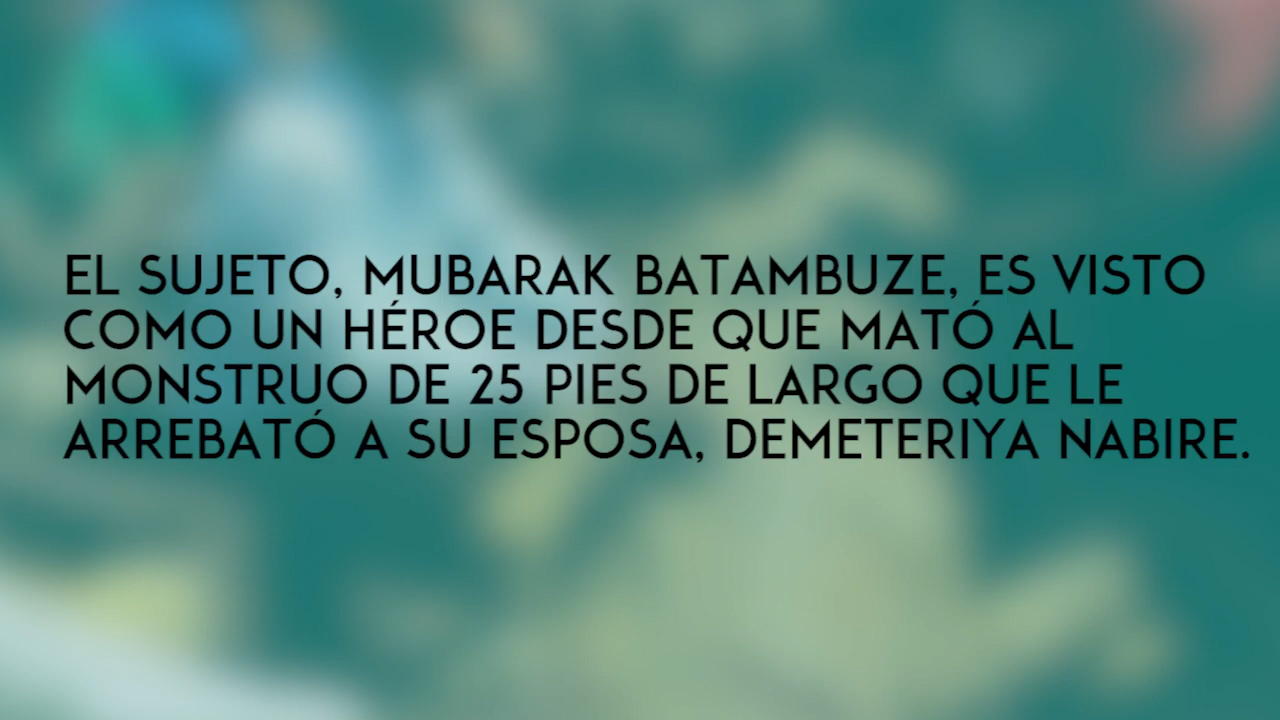 EL SUJETO, MUBARAK BATAMBUZE, ES VISTO
COMO UN HÉROE DESDE QUE MATÓ AL
MONSTRUO DE 25 PIES DE LARGO QUE LE
ARREBATÓ A SU ESPOSA, DEMETERIYA NABIRE.